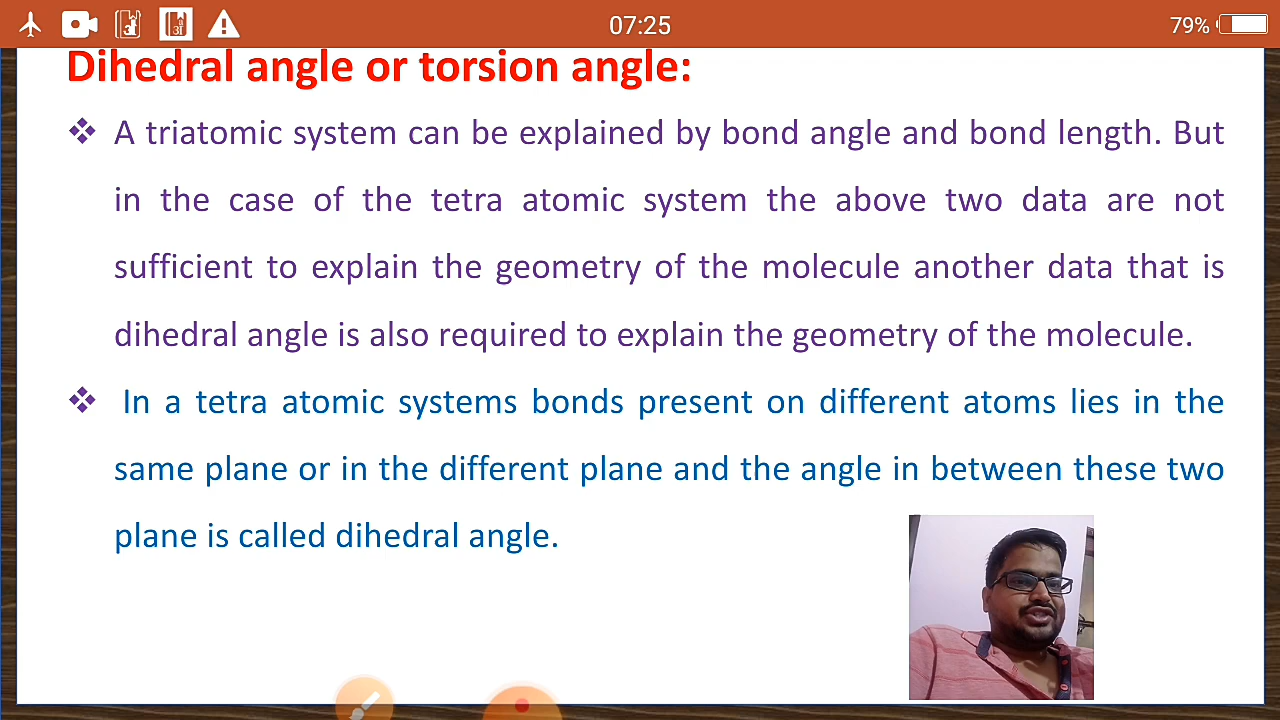 07:25
79%
Dihedral angle or torsion angle:
❖ A triatomic system can be explained by bond angle and bond length. But
in the case of the tetra atomic system the above two data are not
sufficient to explain the geometry of the molecule another data that is
dihedral angle is also required to explain the geometry of the molecule.
❖ In a tetra atomic systems bonds present on different atoms lies in the
same plane or in the different plane and the angle in between these two
plane is called dihedral angle.